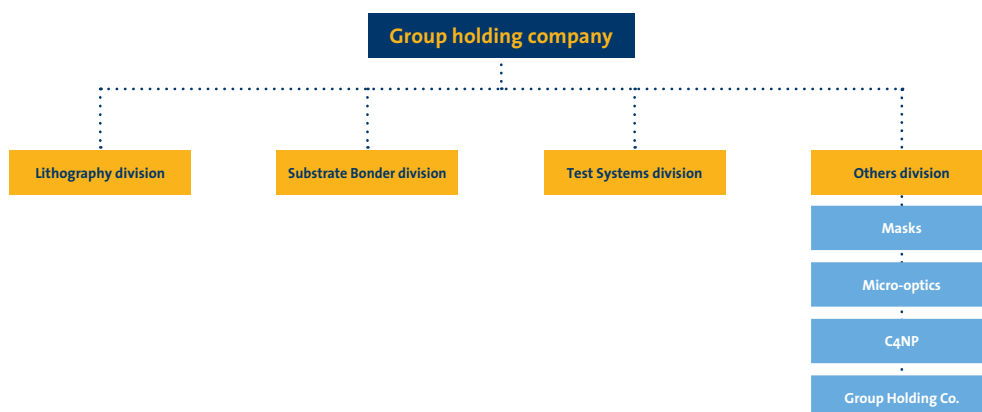 Group holding company
Lithography division
Substrate Bonder division
Test Systems division
Others division
Masks
Micro-optics
C4NP
Group Holding Co.